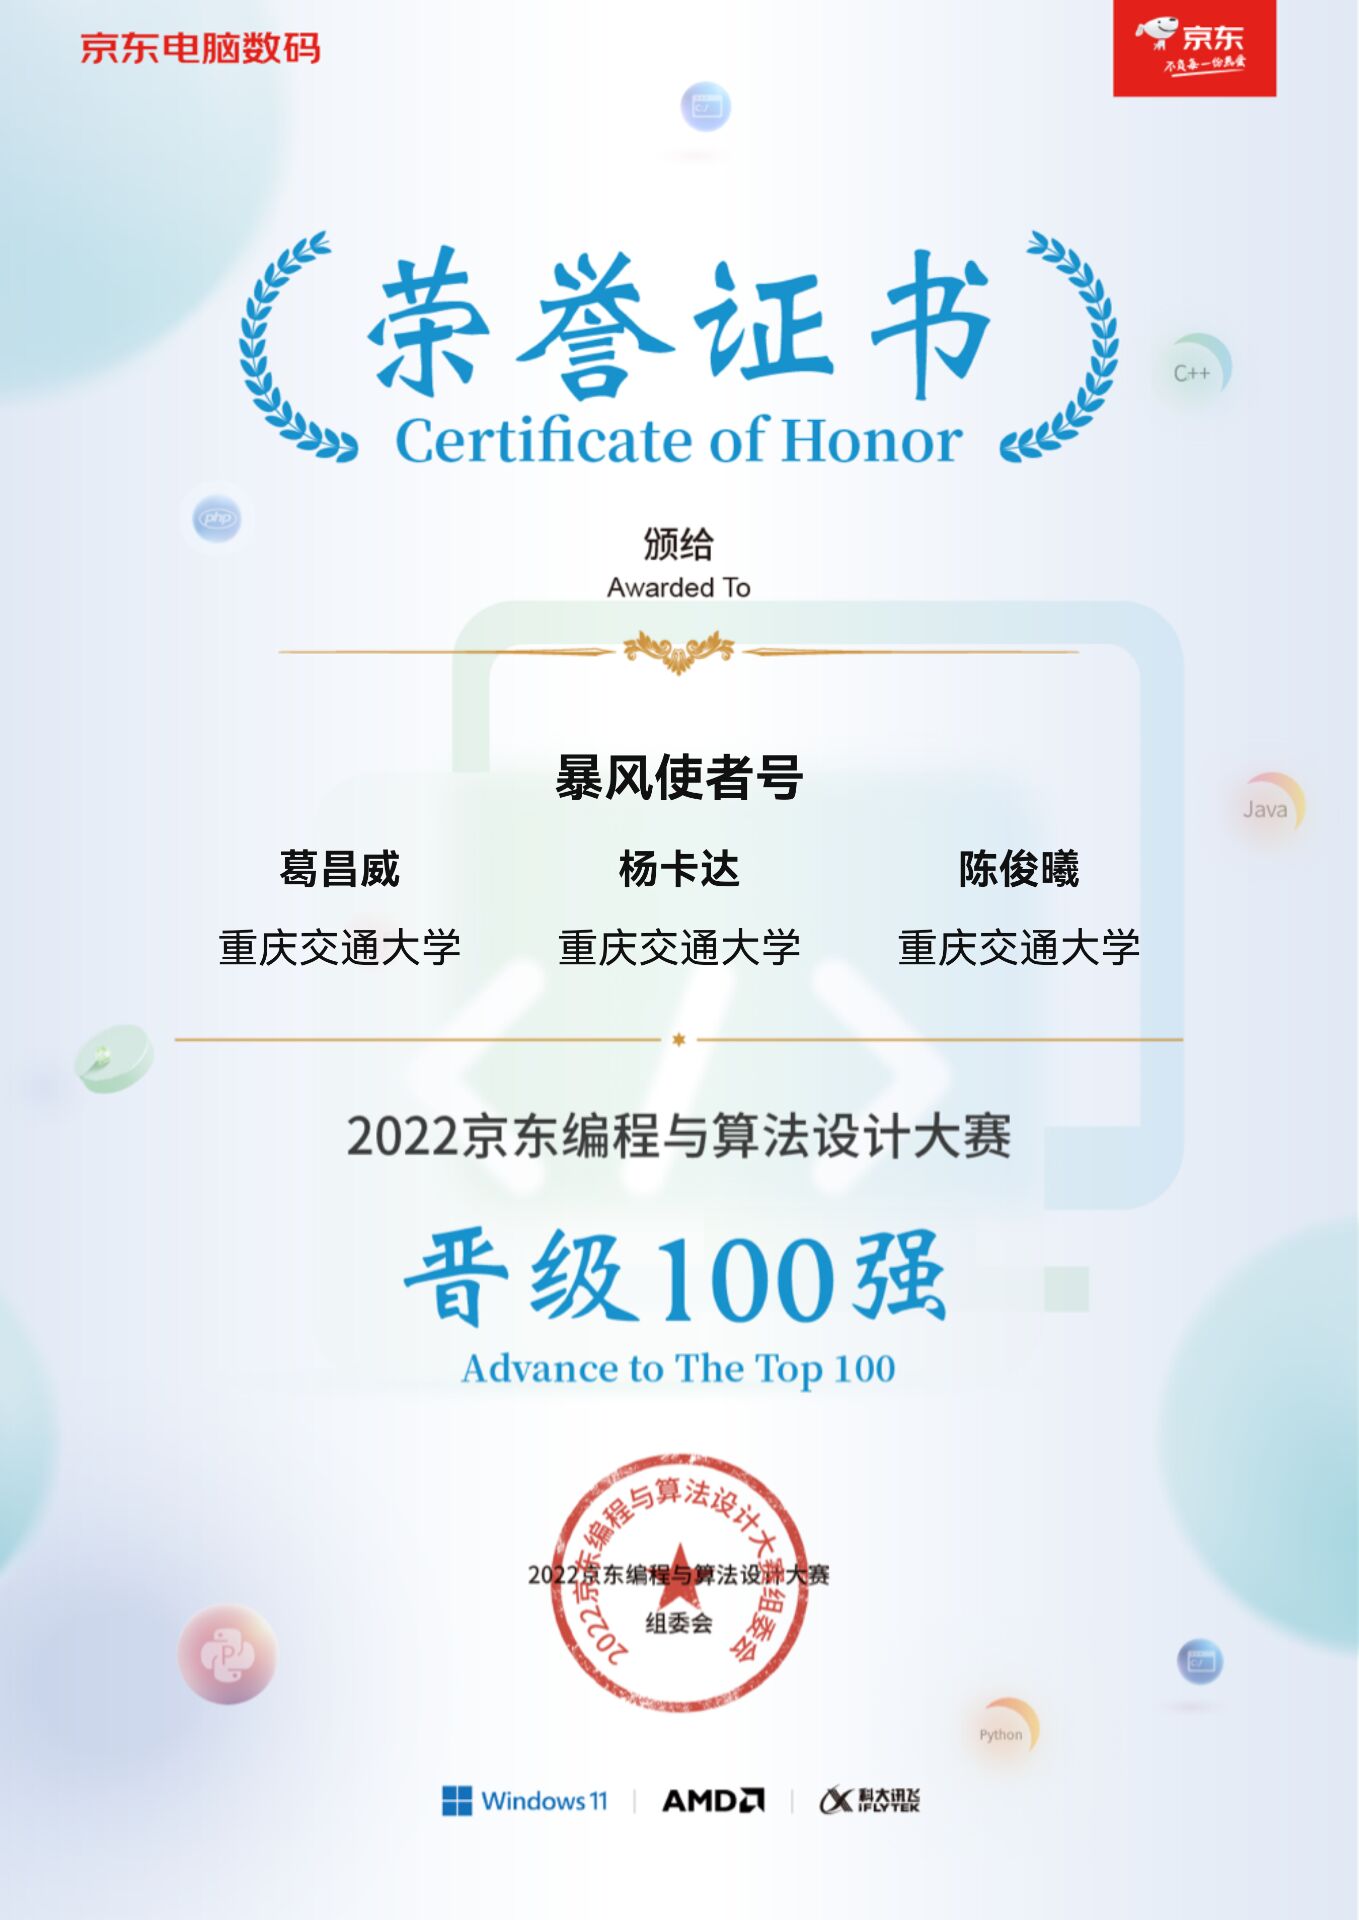 京东电脑数码
京东
不负每一份热爱
C:/
荣誉证书
Certificate of Honor
C++
php
颁给
Awarded To
暴风使者号
Java
葛昌威 杨卡达 陈俊曦
重庆交通大学 重庆交通大学 重庆交通大学
2022京东编程与算法设计大赛
晋级100强
Advance to The Top 100
2022京东编程与算法设计大赛组委会
2022京东编程与算法设计大赛
组委会
P
C:/
Python
Windows 11
AMD
科大讯飞
iFLYTEK